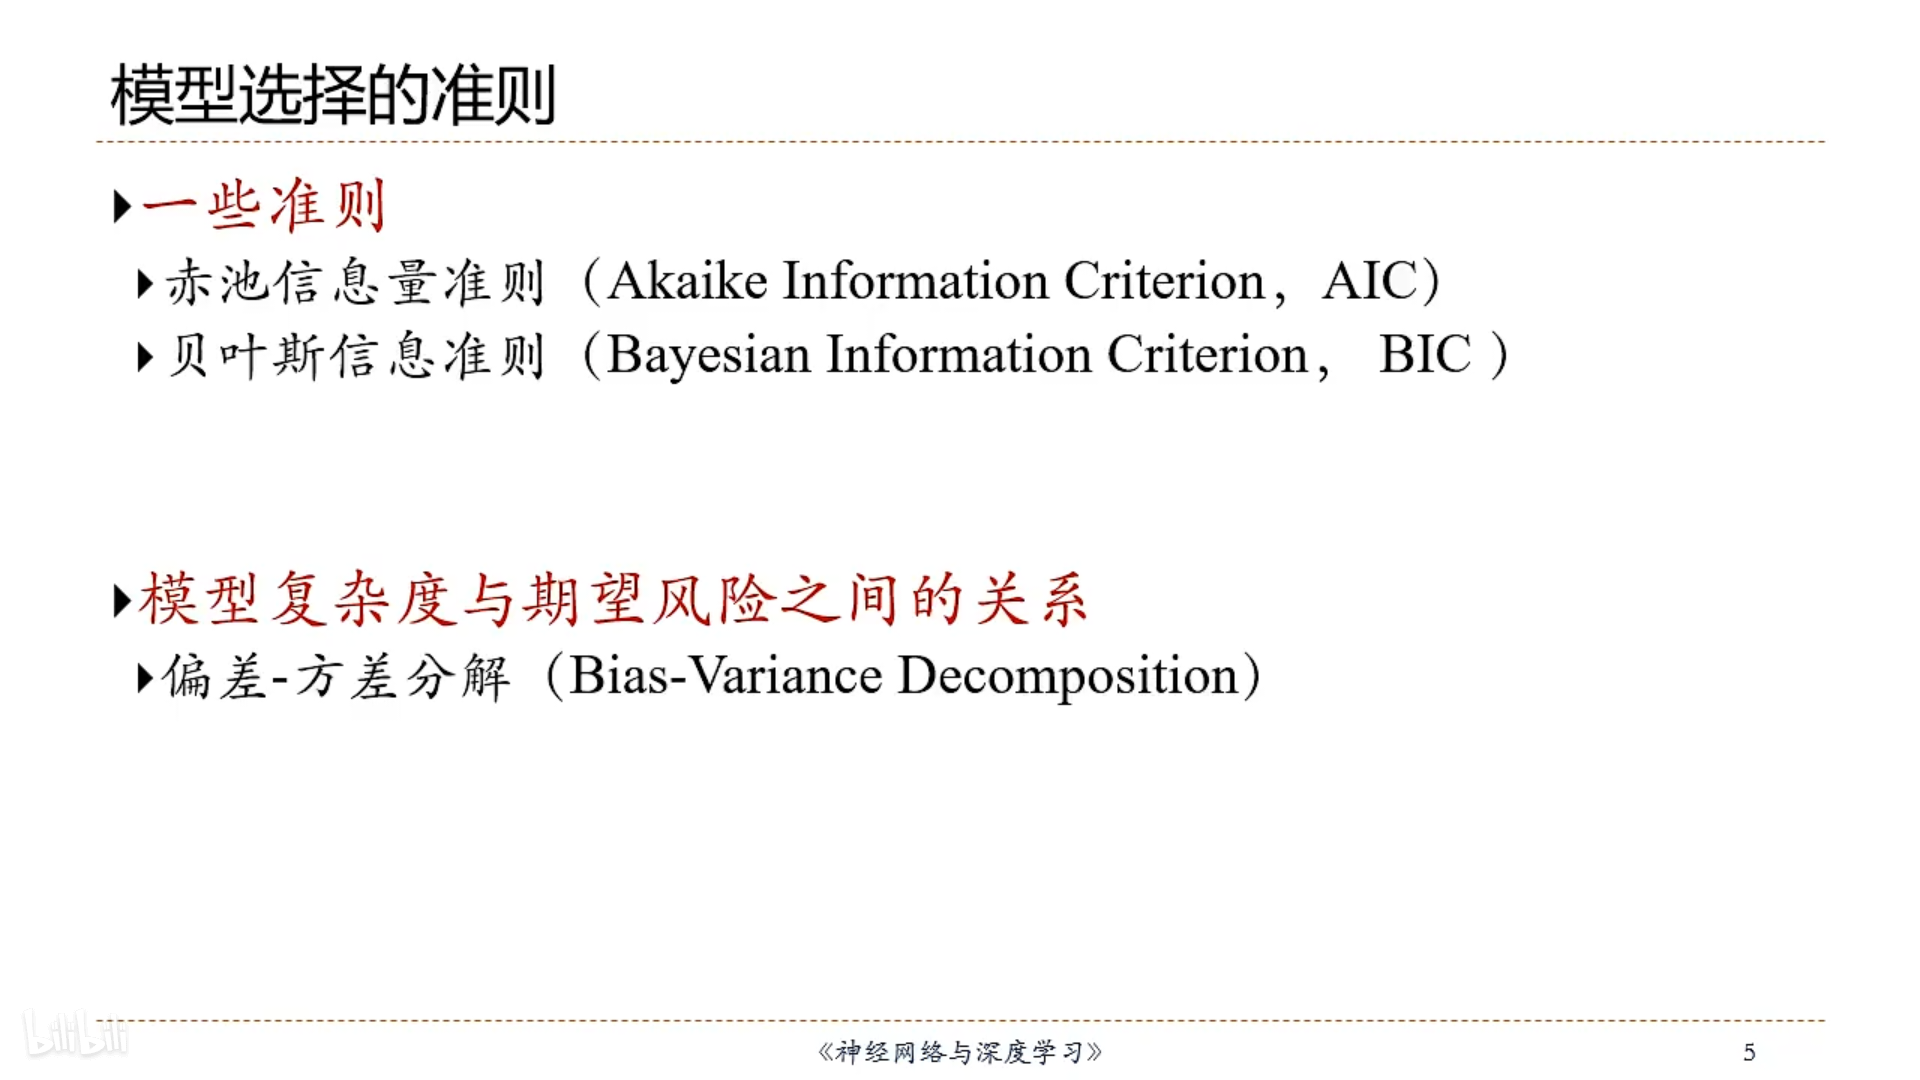 模型选择的准则
一些准则
赤池信息量准则（Akaike Information Criterion，AIC）
贝叶斯信息准则（Bayesian Information Criterion， BIC ）
模型复杂度与期望风险之间的关系
偏差-方差分解（Bias-Variance Decomposition）
bilibili
《神经网络与深度学习》
5